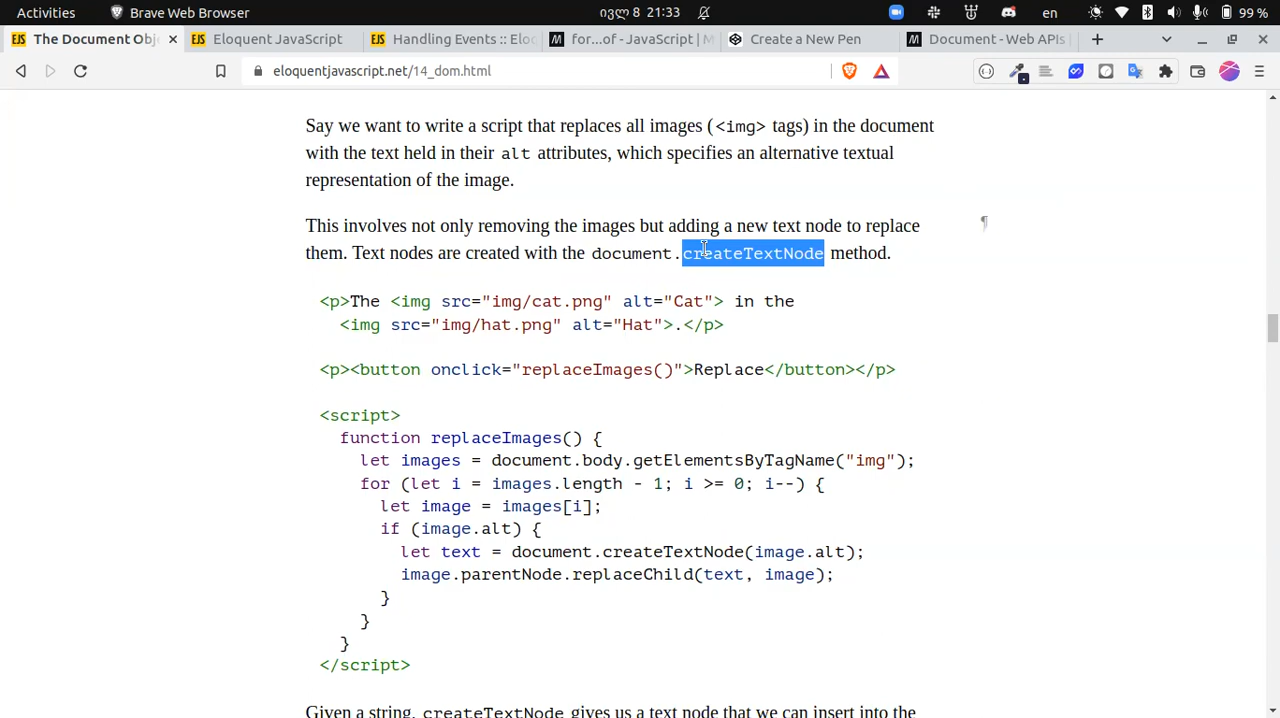 Activities Brave Web Browser ივლ 8 21:33 en 99 %
The Document Obj Eloquent JavaScript Handling Events :: Elo for...of - JavaScript | M Create a New Pen Document - Web APIs |
eloquentjavascript.net/14_dom.html
Say we want to write a script that replaces all images (<img> tags) in the document
with the text held in their alt attributes, which specifies an alternative textual
representation of the image.
This involves not only removing the images but adding a new text node to replace ¶
them. Text nodes are created with the document.createTextNode method.
<p>The <img src="img/cat.png" alt="Cat"> in the
<img src="img/hat.png" alt="Hat">.</p>
<p><button onclick="replaceImages()">Replace</button></p>
<script>
function replaceImages() {
let images = document.body.getElementsByTagName("img");
for (let i = images.length - 1; i >= 0; i--) {
let image = images[i];
if (image.alt) {
let text = document.createTextNode(image.alt);
image.parentNode.replaceChild(text, image);
}
}
}
</script>
Given a string, createTextNode gives us a text node that we can insert into the